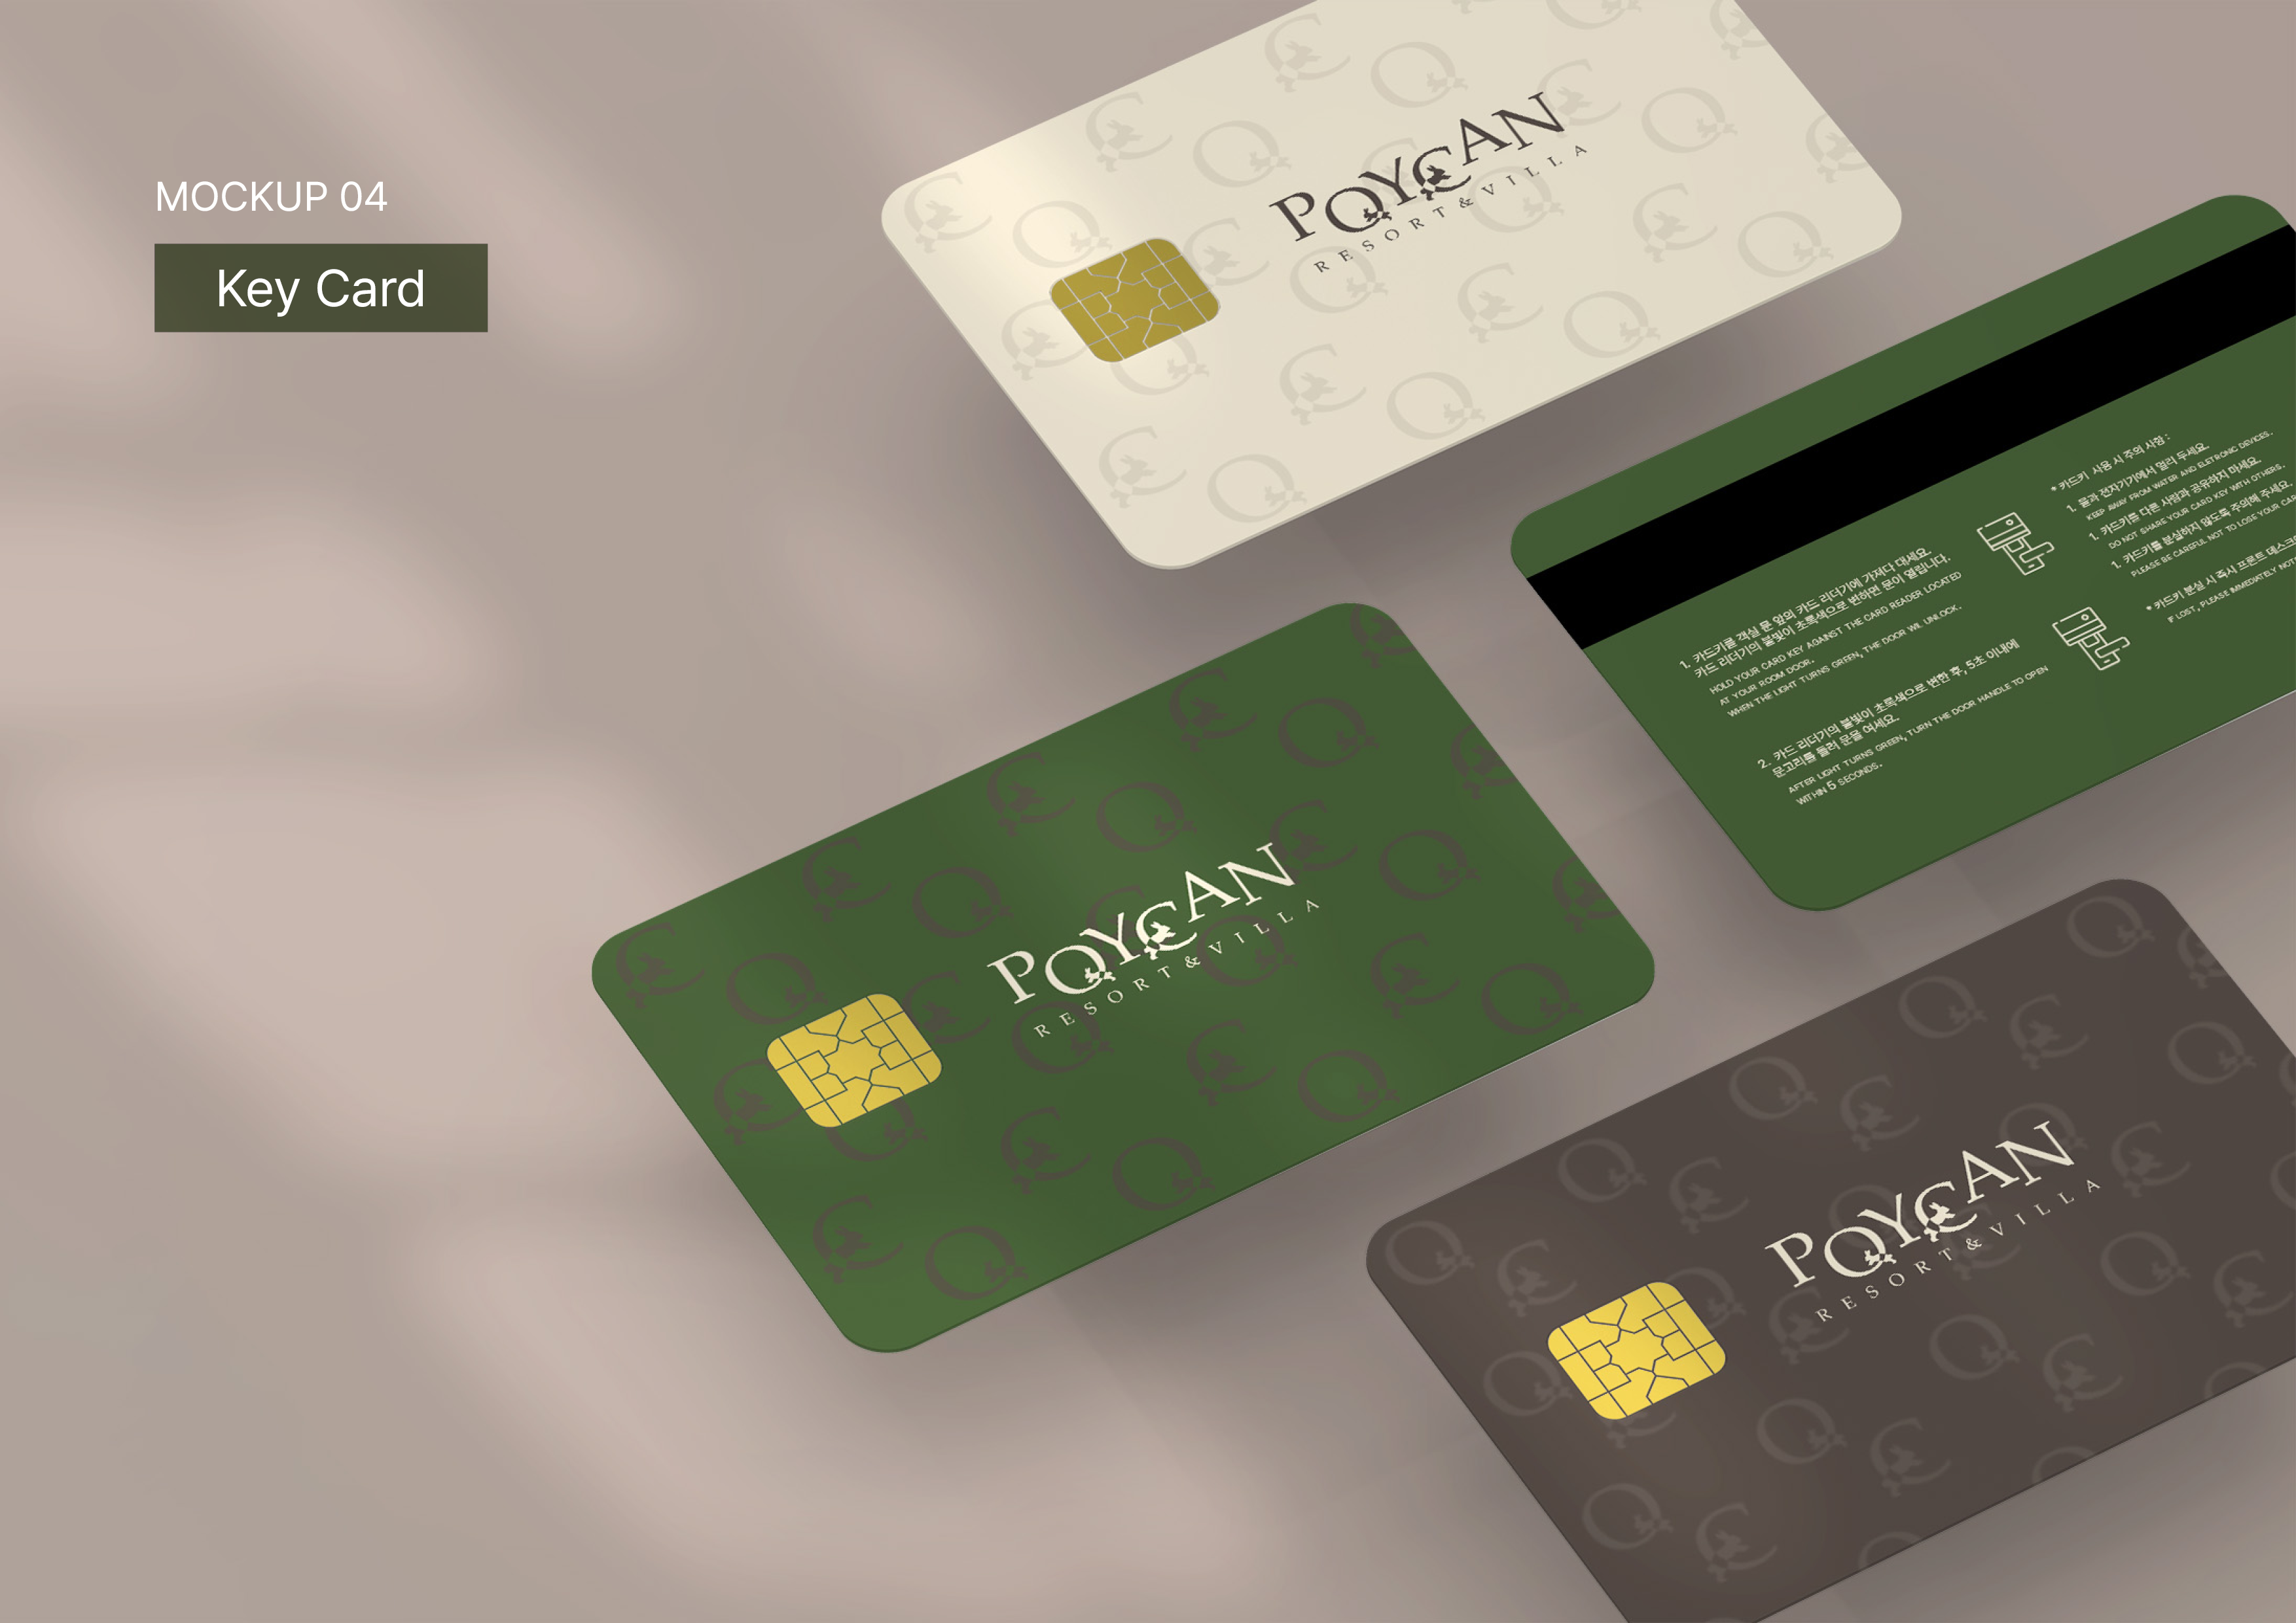 MOCKUP 04
Key Card
POYCAN
RESORT & VILLA
POYCAN
RESORT & VILLA
1. 카드키를 객실 문 앞의 카드 리더기에 가져다 대세요.
카드 리더기의 불빛이 초록색으로 변하면 문이 열립니다.
HOLD YOUR CARD KEY AGAINST THE CARD READER LOCATED
AT YOUR ROOM DOOR.
WHEN THE LIGHT TURNS GREEN, THE DOOR WIL UNLOCK.
2. 카드 리더기의 불빛이 초록색으로 변한 후, 5초 이내에
문고리를 돌려 문을 여세요.
AFTER LIGHT TURNS GREEN, TURN THE DOOR HANDLE TO OPEN
WITHIN 5 SECONDS.
* 카드키 사용 시 주의 사항 :
1. 물과 전자기기에서 멀리 두세요.
KEEP AWAY FROM WATER AND ELETRONIC DEVICES.
1. 카드키를 다른 사람과 공유하지 마세요.
DO NOT SHARE YOUR CARD KEY WITH OTHERS.
1. 카드키를 분실하지 않도록 주의해 주세요.
PLEASE BE CAREFUL NOT TO LOSE YOUR
* 카드키 분실 시 즉시 프론트
IF LOST, PLEASE IMMEDIATELY
POYCAN
RESORT & VILLA